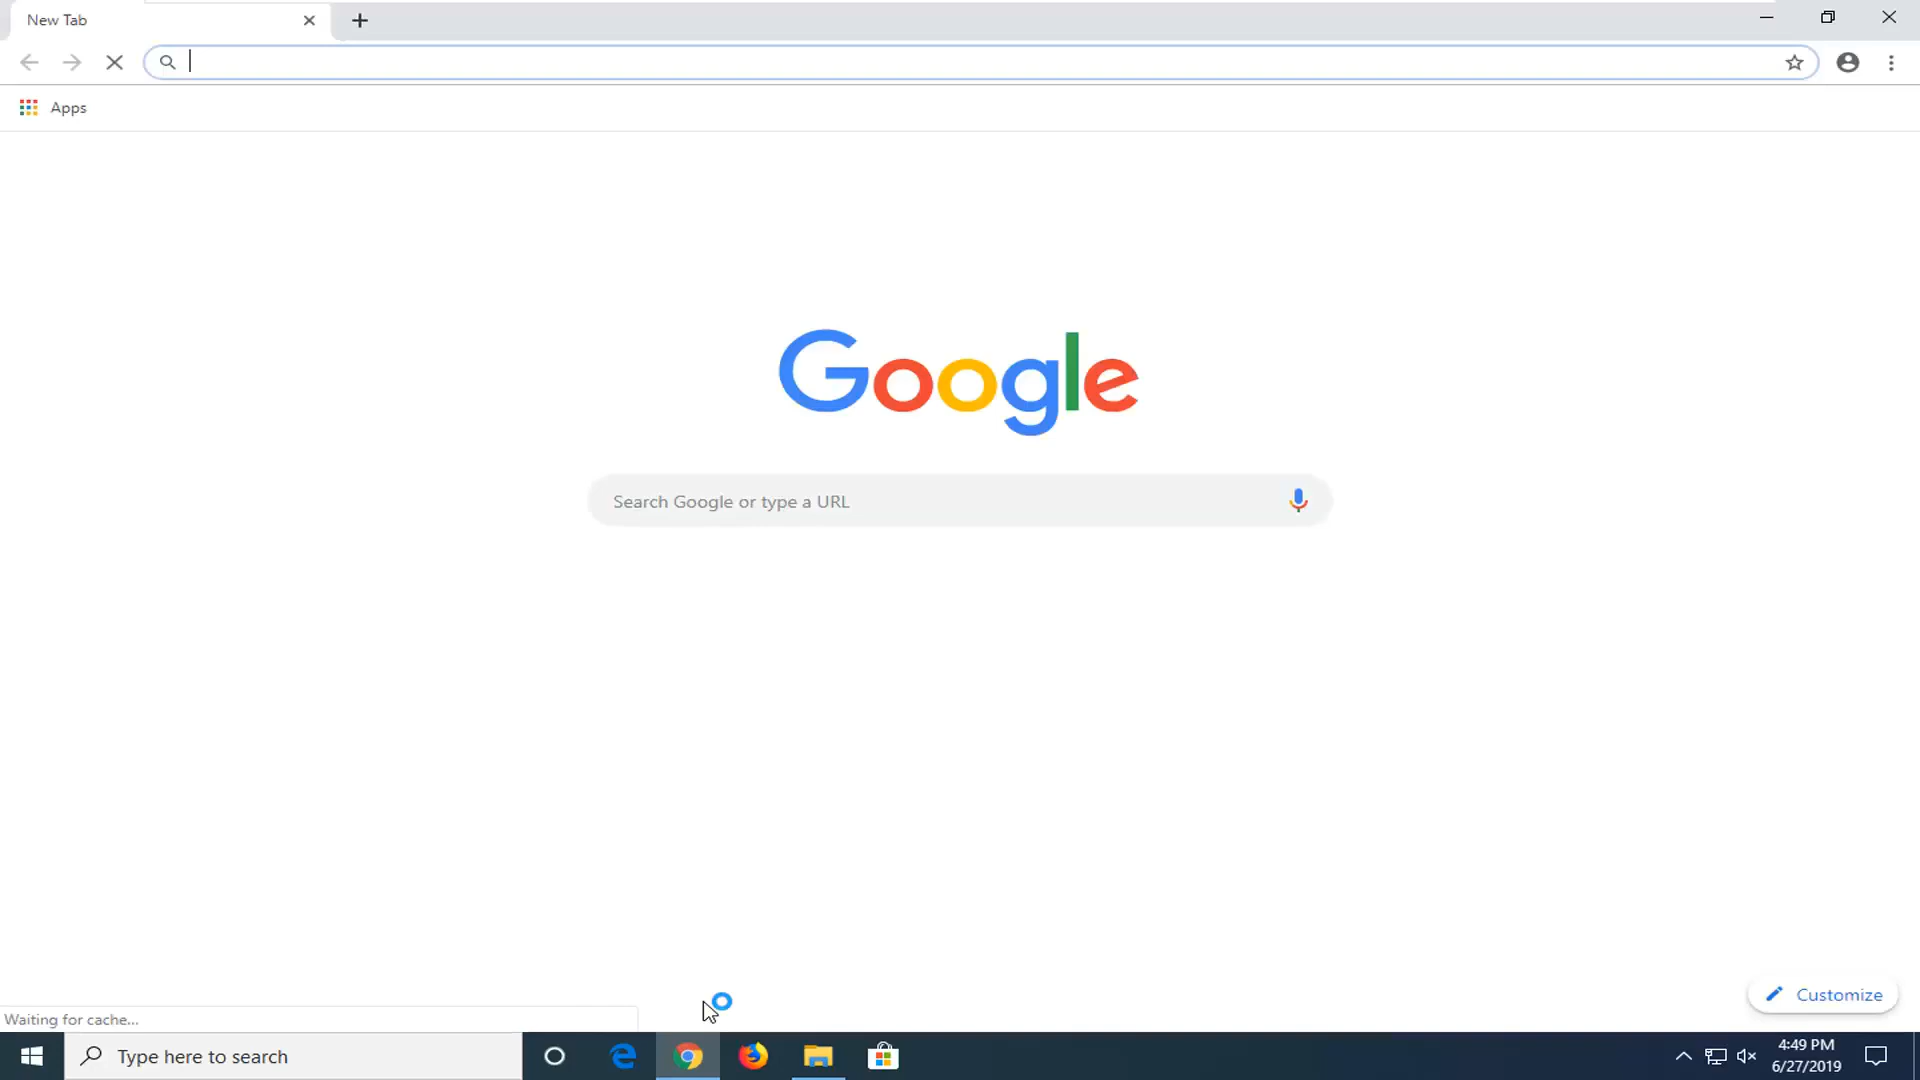 New Tab
Apps
Google
Search Google or type a URL
Customize
Waiting for cache...
Type here to search
4:49 PM
6/27/2019